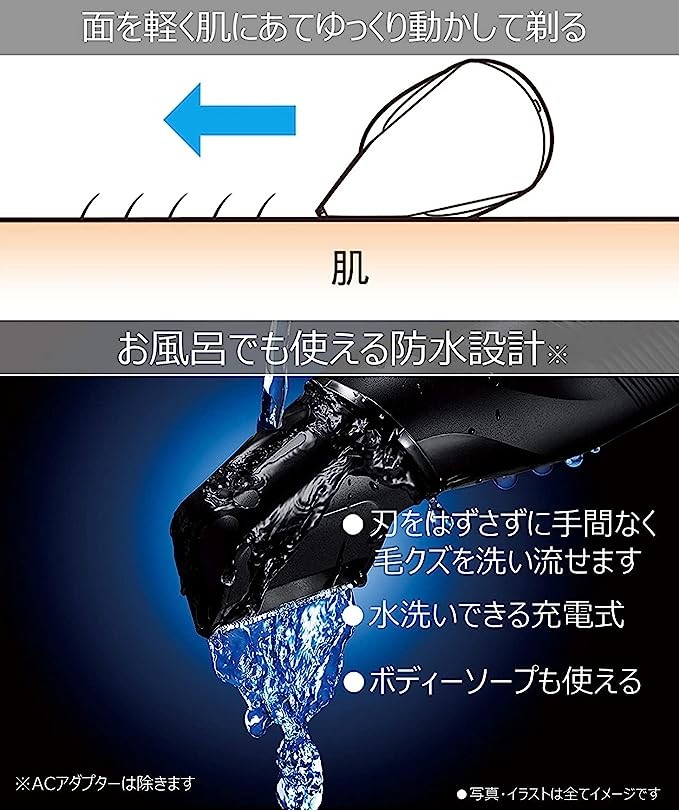 面を軽く肌にあてゆっくり動かして剃る
肌
お風呂でも使える防水設計※
●刃をはずさずに手間なく
毛クズを洗い流せます
●水洗いできる充電式
●ボディーソープも使える
※ACアダプターは除きます
●写真・イラストは全てイメージです